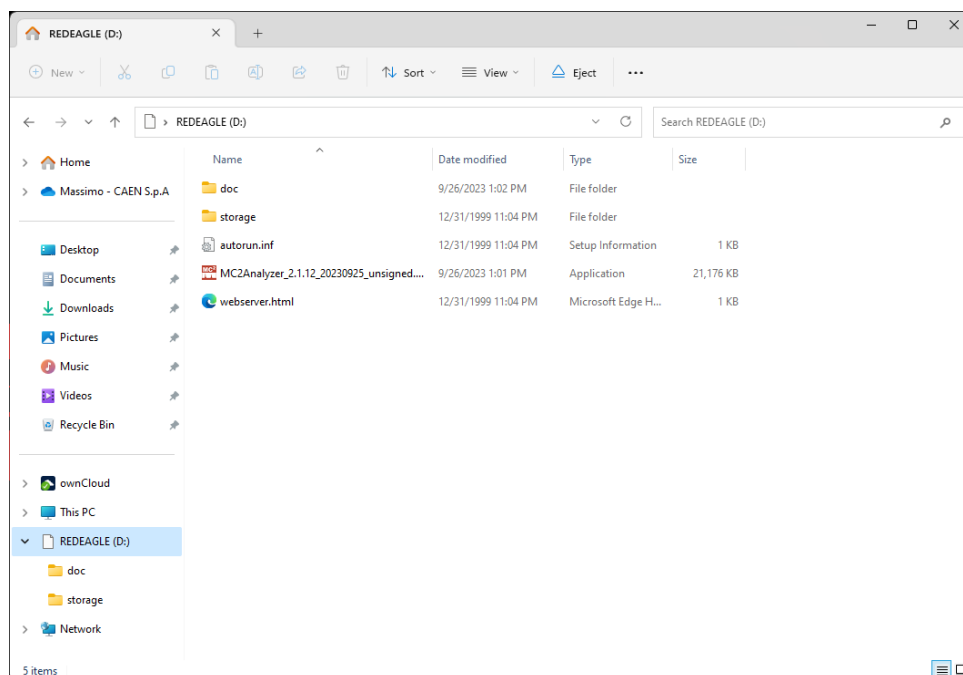 REDEAGLE (D:)
New
Sort
View
Eject
REDEAGLE (D:)
Search REDEAGLE (D:)
Home
Massimo - CAEN S.p.A
Desktop
Documents
Downloads
Pictures
Music
Videos
Recycle Bin
ownCloud
This PC
REDEAGLE (D:)
doc
storage
Network
Name Date modified Type Size
doc 9/26/2023 1:02 PM File folder
storage 12/31/1999 11:04 PM File folder
autorun.inf 12/31/1999 11:04 PM Setup Information 1 KB
MC2Analyzer_2.1.12_20230925_unsigned.... 9/26/2023 1:01 PM Application 21,176 KB
webserver.html 12/31/1999 11:04 PM Microsoft Edge H... 1 KB
5 items